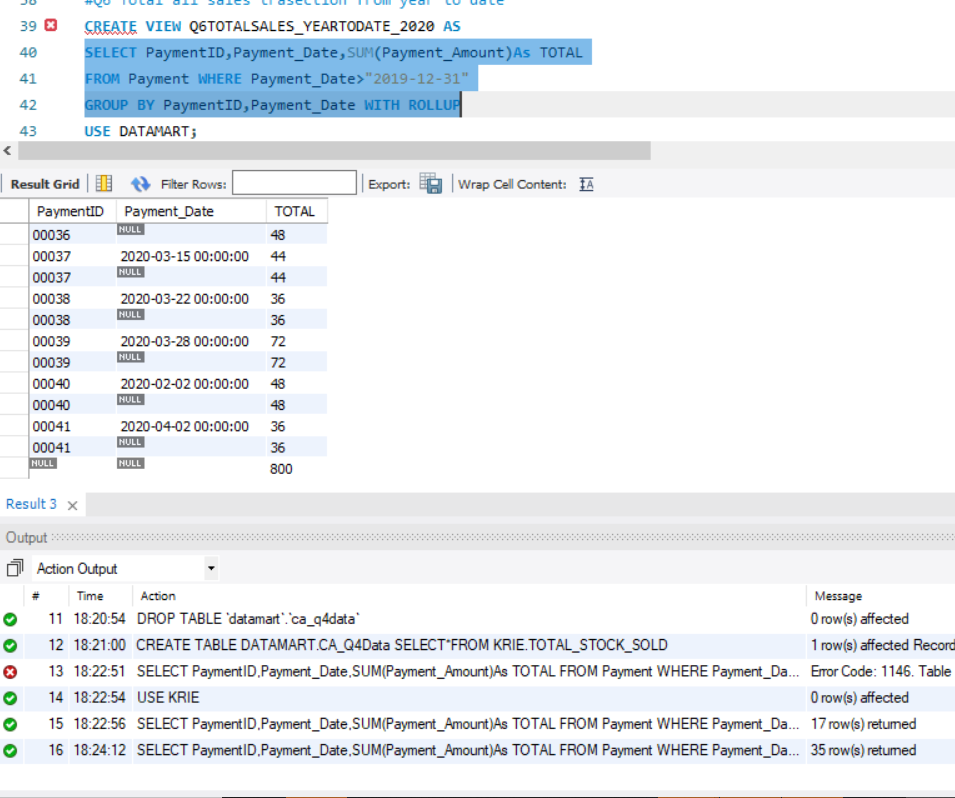 38 #Q6 Total all sales trasection from year to date
39 CREATE VIEW Q6TOTALSALES_YEARTODATE_2020 AS
40 SELECT PaymentID,Payment_Date,SUM(Payment_Amount)As TOTAL
41 FROM Payment WHERE Payment_Date>"2019-12-31"
42 GROUP BY PaymentID,Payment_Date WITH ROLLUP
43 USE DATAMART;
Result Grid Filter Rows: Export: Wrap Cell Content: IA
PaymentID Payment_Date TOTAL
00036 NULL 48
00037 2020-03-15 00:00:00 44
00037 NULL 44
00038 2020-03-22 00:00:00 36
00038 NULL 36
00039 2020-03-28 00:00:00 72
00039 NULL 72
00040 2020-02-02 00:00:00 48
00040 NULL 48
00041 2020-04-02 00:00:00 36
00041 NULL 36
NULL NULL 800
Result 3
Output
Action Output
# Time Action Message
11 18:20:54 DROP TABLE `datamart`.`ca_q4data` 0 row(s) affected
12 18:21:00 CREATE TABLE DATAMART.CA_Q4Data SELECT*FROM KRIE.TOTAL_STOCK_SOLD 1 row(s) affected Record
13 18:22:51 SELECT PaymentID,Payment_Date,SUM(Payment_Amount)As TOTAL FROM Payment WHERE Payment_Da... Error Code: 1146. Table
14 18:22:54 USE KRIE 0 row(s) affected
15 18:22:56 SELECT PaymentID,Payment_Date,SUM(Payment_Amount)As TOTAL FROM Payment WHERE Payment_Da... 17 row(s) returned
16 18:24:12 SELECT PaymentID,Payment_Date,SUM(Payment_Amount)As TOTAL FROM Payment WHERE Payment_Da... 35 row(s) returned